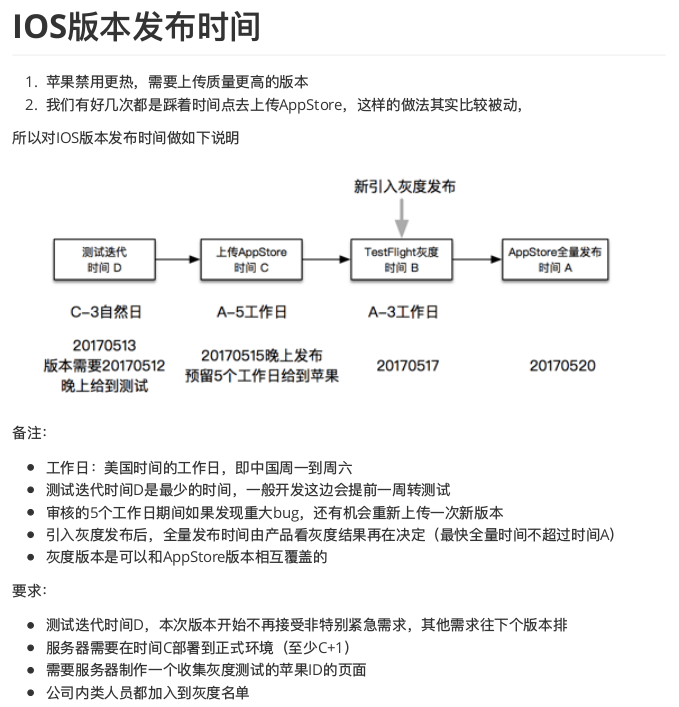 IOS版本发布时间
1. 苹果禁用更热，需要上传质量更高的版本
2. 我们有好几次都是踩着时间点去上传AppStore，这样的做法其实比较被动，
所以对IOS版本发布时间做如下说明
新引入灰度发布
测试迭代
时间 D
上传AppStore
时间 C
TestFlight灰度
时间 B
AppStore全量发布
时间 A
C-3自然日
A-5工作日
A-3工作日
20170513
版本需要20170512
晚上给到测试
20170515晚上发布
预留5个工作日给到苹果
20170517
20170520
备注：
工作日：美国时间的工作日，即中国周一到周六
测试迭代时间D是最少的时间，一般开发这边会提前一周转测试
审核的5个工作日期间如果发现重大bug，还有机会重新上传一次新版本
引入灰度发布后，全量发布时间由产品看灰度结果再在决定（最快全量时间不超过时间A）
灰度版本是可以和AppStore版本相互覆盖的
要求：
测试迭代时间D，本次版本开始不再接受非特别紧急需求，其他需求往下个版本排
服务器需要在时间C部署到正式环境（至少C+1）
需要服务器制作一个收集灰度测试的苹果ID的页面
公司内类人员都加入到灰度名单